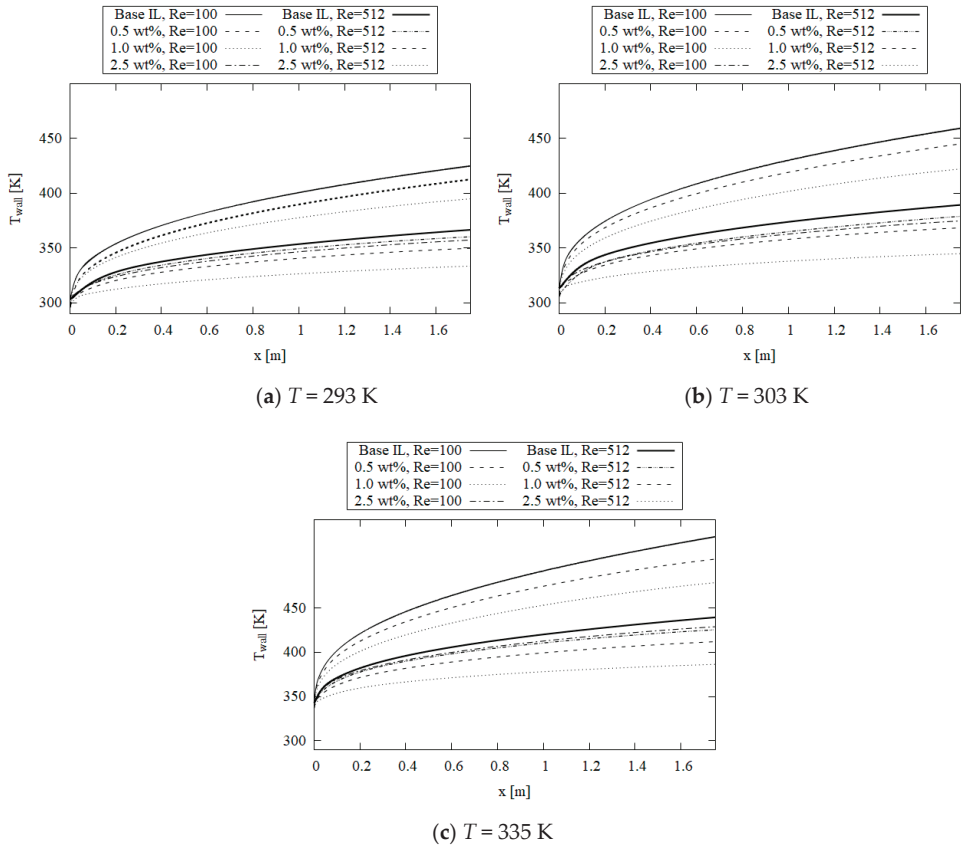 Base IL, Re=100 Base IL, Re=512
0.5 wt%, Re=100 0.5 wt%, Re=512
1.0 wt%, Re=100 1.0 wt%, Re=512
2.5 wt%, Re=100 2.5 wt%, Re=512
450
400
350
300
T_wall [K]
0 0.2 0.4 0.6 0.8 1 1.2 1.4 1.6
x [m]
(a) T = 293 K
Base IL, Re=100 Base IL, Re=512
0.5 wt%, Re=100 0.5 wt%, Re=512
1.0 wt%, Re=100 1.0 wt%, Re=512
2.5 wt%, Re=100 2.5 wt%, Re=512
450
400
350
300
T_wall [K]
0 0.2 0.4 0.6 0.8 1 1.2 1.4 1.6
x [m]
(b) T = 303 K
Base IL, Re=100 Base IL, Re=512
0.5 wt%, Re=100 0.5 wt%, Re=512
1.0 wt%, Re=100 1.0 wt%, Re=512
2.5 wt%, Re=100 2.5 wt%, Re=512
450
400
350
300
T_wall [K]
0 0.2 0.4 0.6 0.8 1 1.2 1.4 1.6
x [m]
(c) T = 335 K